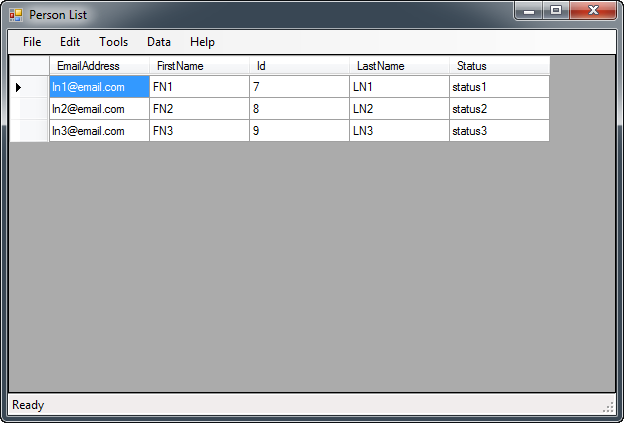 Person List
File Edit Tools Data Help
EmailAddress FirstName Id LastName Status
ln1@email.com FN1 7 LN1 status1
ln2@email.com FN2 8 LN2 status2
ln3@email.com FN3 9 LN3 status3
Ready